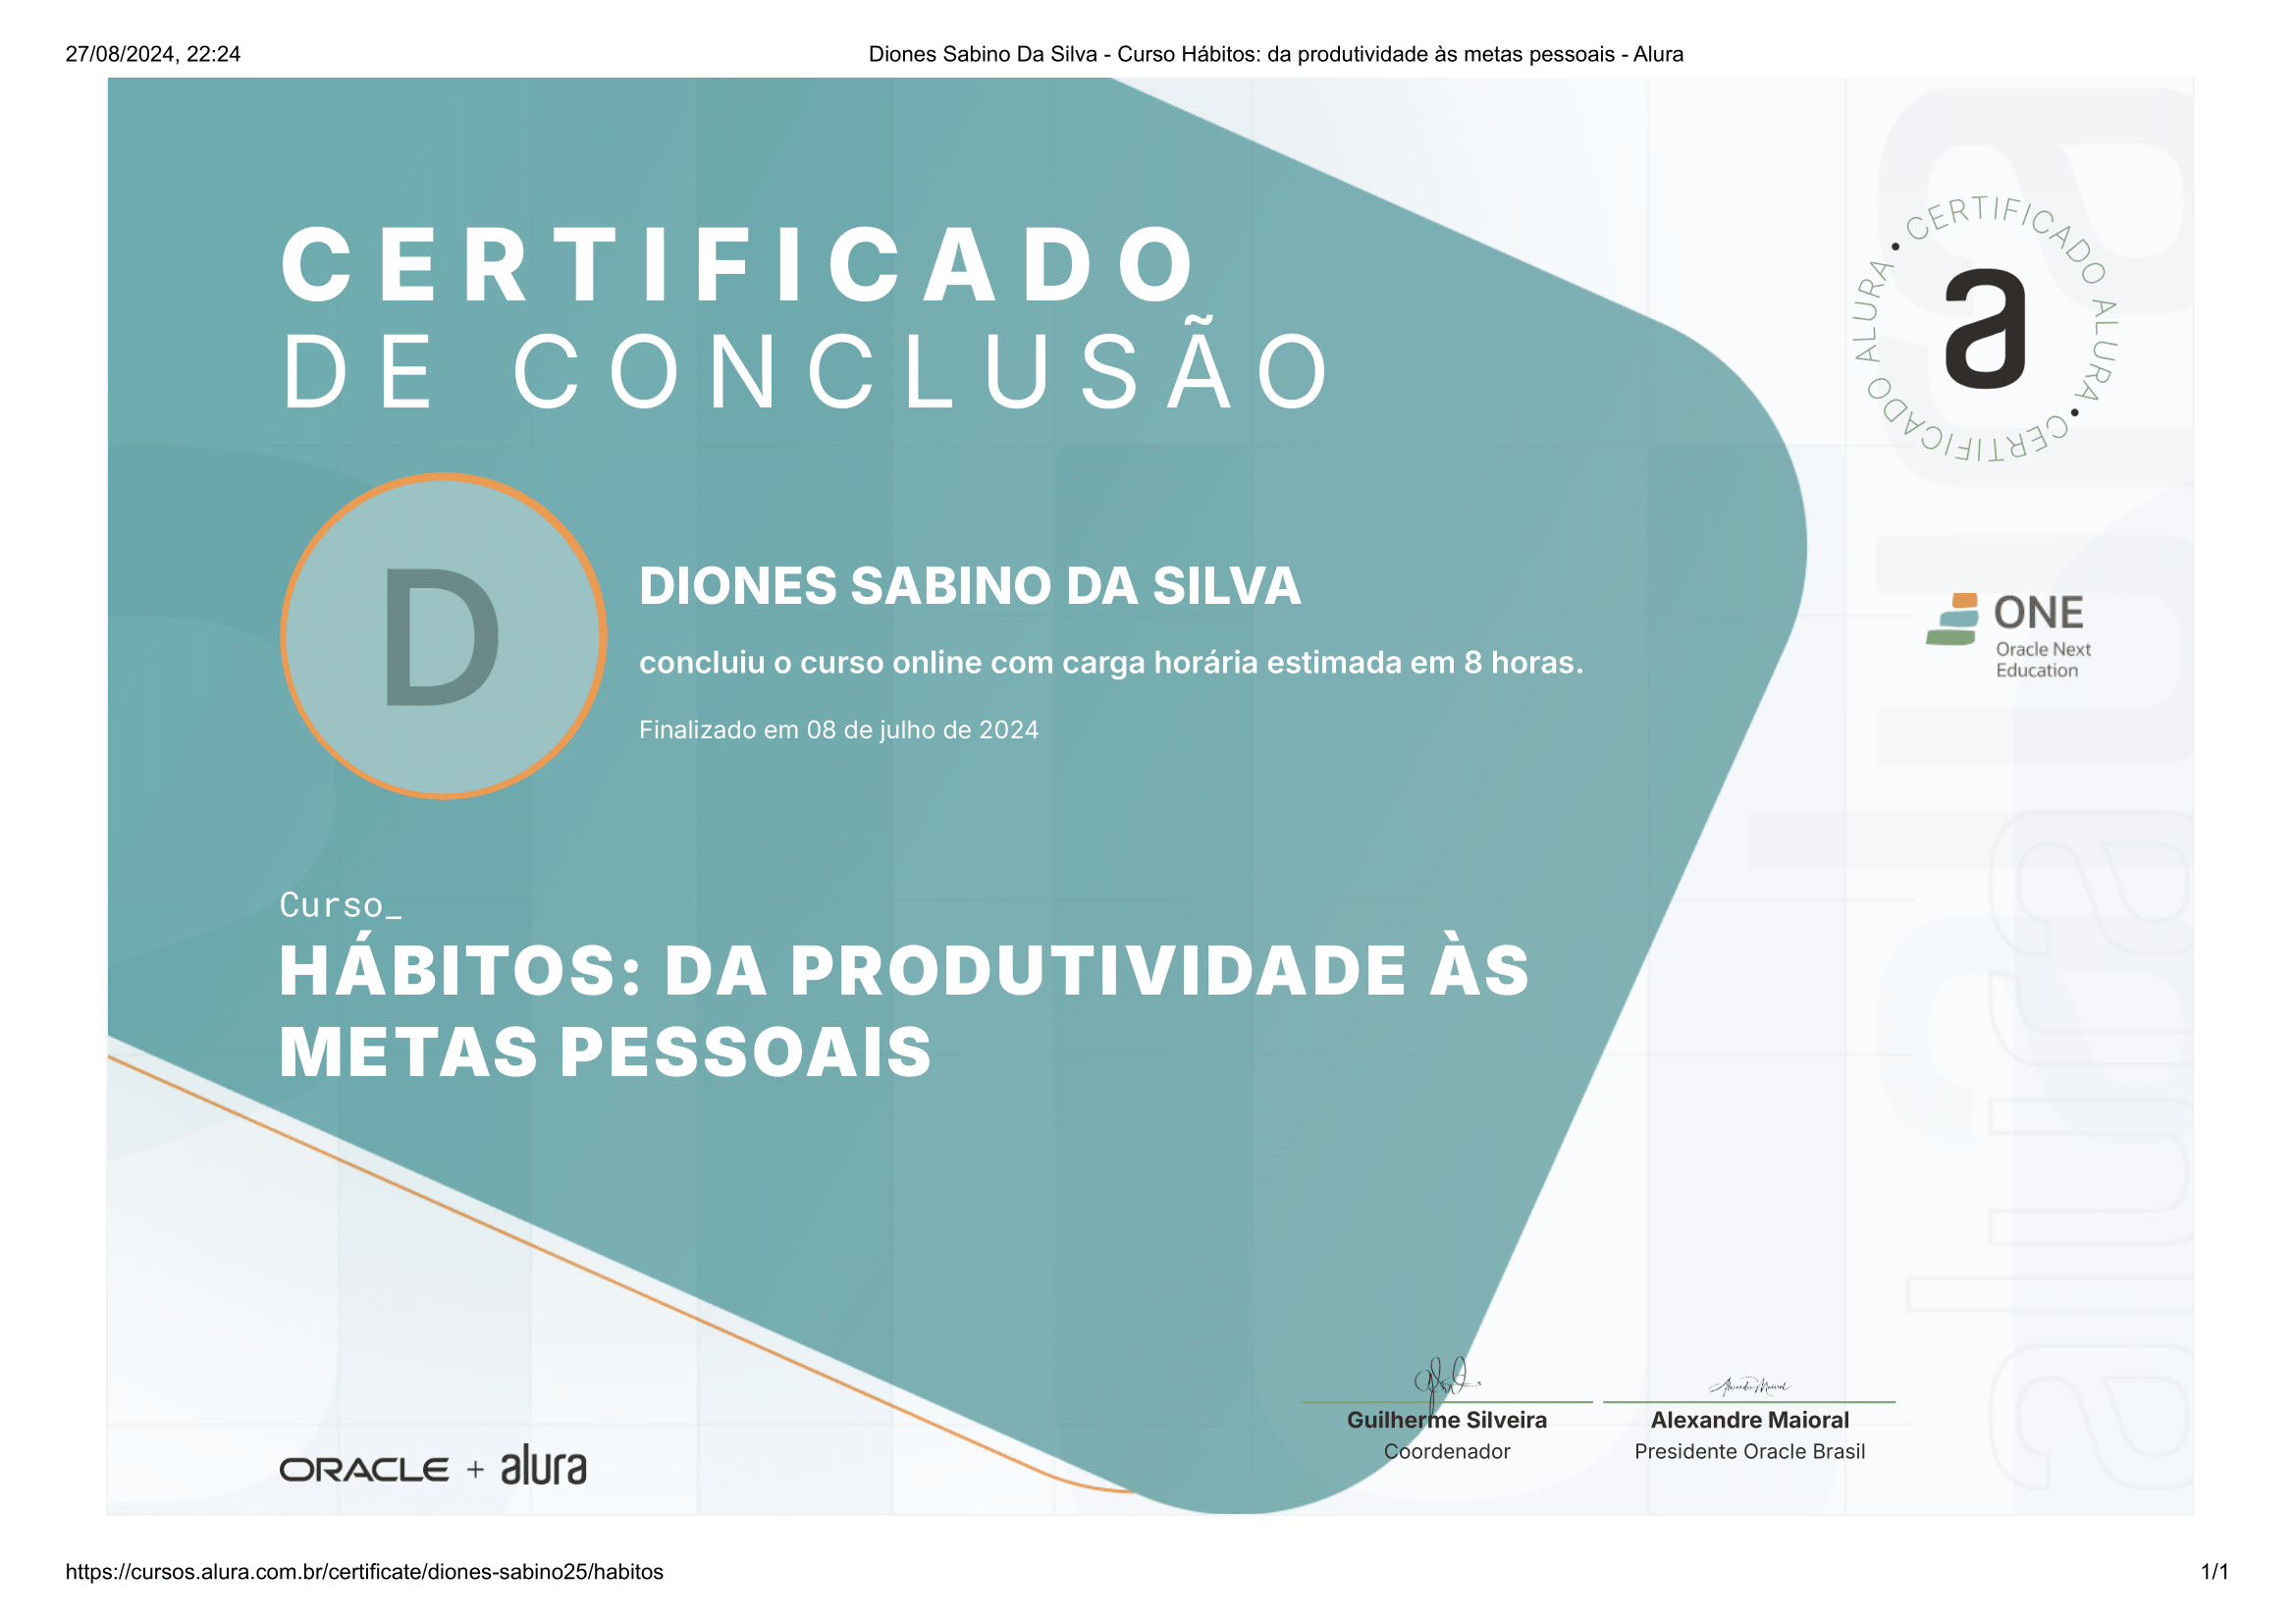 27/08/2024, 22:24
Diones Sabino Da Silva - Curso Hábitos: da produtividade às metas pessoais - Alura
CERTIFICADO
DE CONCLUSÃO
• CERTIFICADO ALURA • CERTIFICADO ALURA
a
D
DIONES SABINO DA SILVA
concluiu o curso online com carga horária estimada em 8 horas.
Finalizado em 08 de julho de 2024
ONE
Oracle Next
Education
Curso_
HÁBITOS: DA PRODUTIVIDADE ÀS
METAS PESSOAIS
alura
alura
Alexandre Maioral
Guilherme Silveira
Coordenador
Alexandre Maioral
Presidente Oracle Brasil
ORACLE + alura
https://cursos.alura.com.br/certificate/diones-sabino25/habitos
1/1